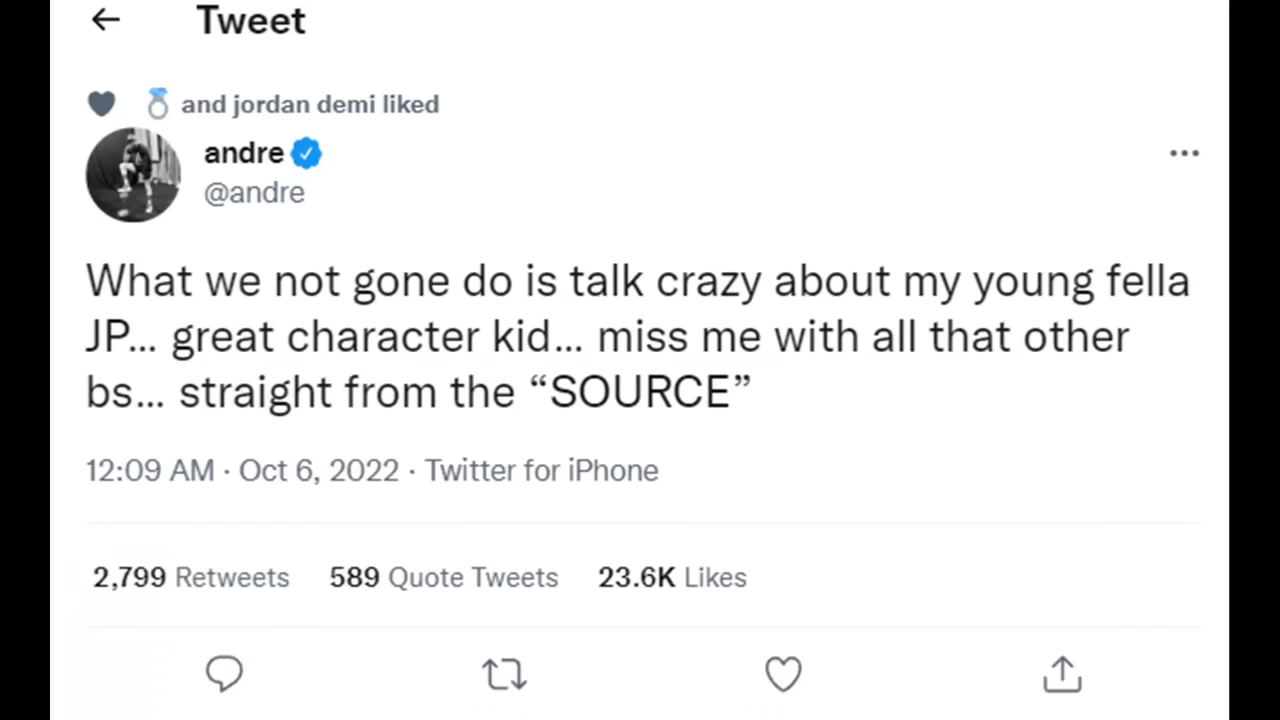 Tweet
and jordan demi liked
andre
@andre
What we not gone do is talk crazy about my young fella
JP... great character kid... miss me with all that other
bs... straight from the “SOURCE”
12:09 AM · Oct 6, 2022 · Twitter for iPhone
2,799 Retweets 589 Quote Tweets 23.6K Likes